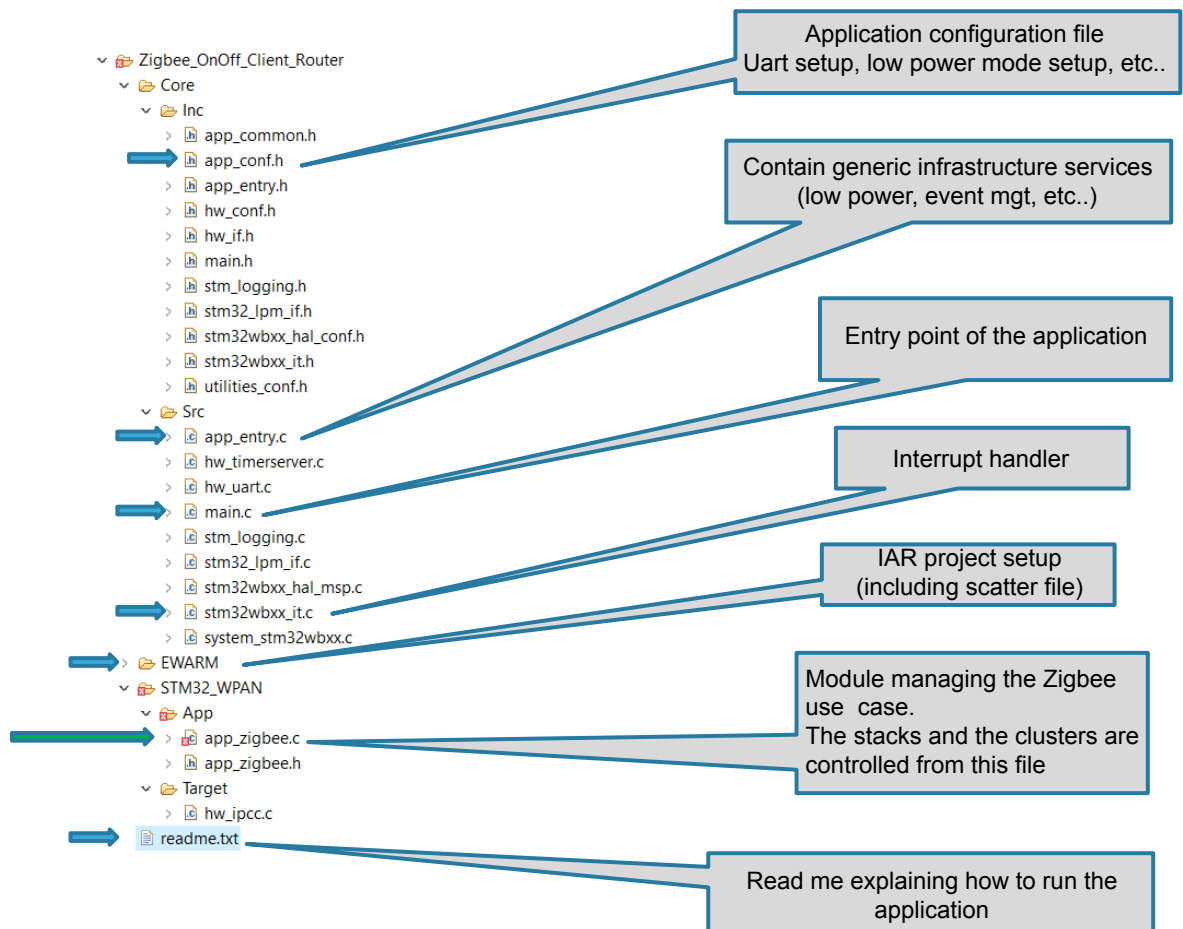 Zigbee_OnOff_Client_Router
Core
Inc
app_common.h
app_conf.h
app_entry.h
hw_conf.h
hw_if.h
main.h
stm_logging.h
stm32_lpm_if.h
stm32wbxx_hal_conf.h
stm32wbxx_it.h
utilities_conf.h
Src
app_entry.c
hw_timerserver.c
hw_uart.c
main.c
stm_logging.c
stm32_lpm_if.c
stm32wbxx_hal_msp.c
stm32wbxx_it.c
system_stm32wbxx.c
EWARM
STM32_WPAN
App
app_zigbee.c
app_zigbee.h
Target
hw_ipcc.c
readme.txt
Application configuration file
Uart setup, low power mode setup, etc..
Contain generic infrastructure services
(low power, event mgt, etc..)
Entry point of the application
Interrupt handler
IAR project setup
(including scatter file)
Module managing the Zigbee
use case.
The stacks and the clusters are
controlled from this file
Read me explaining how to run the
application